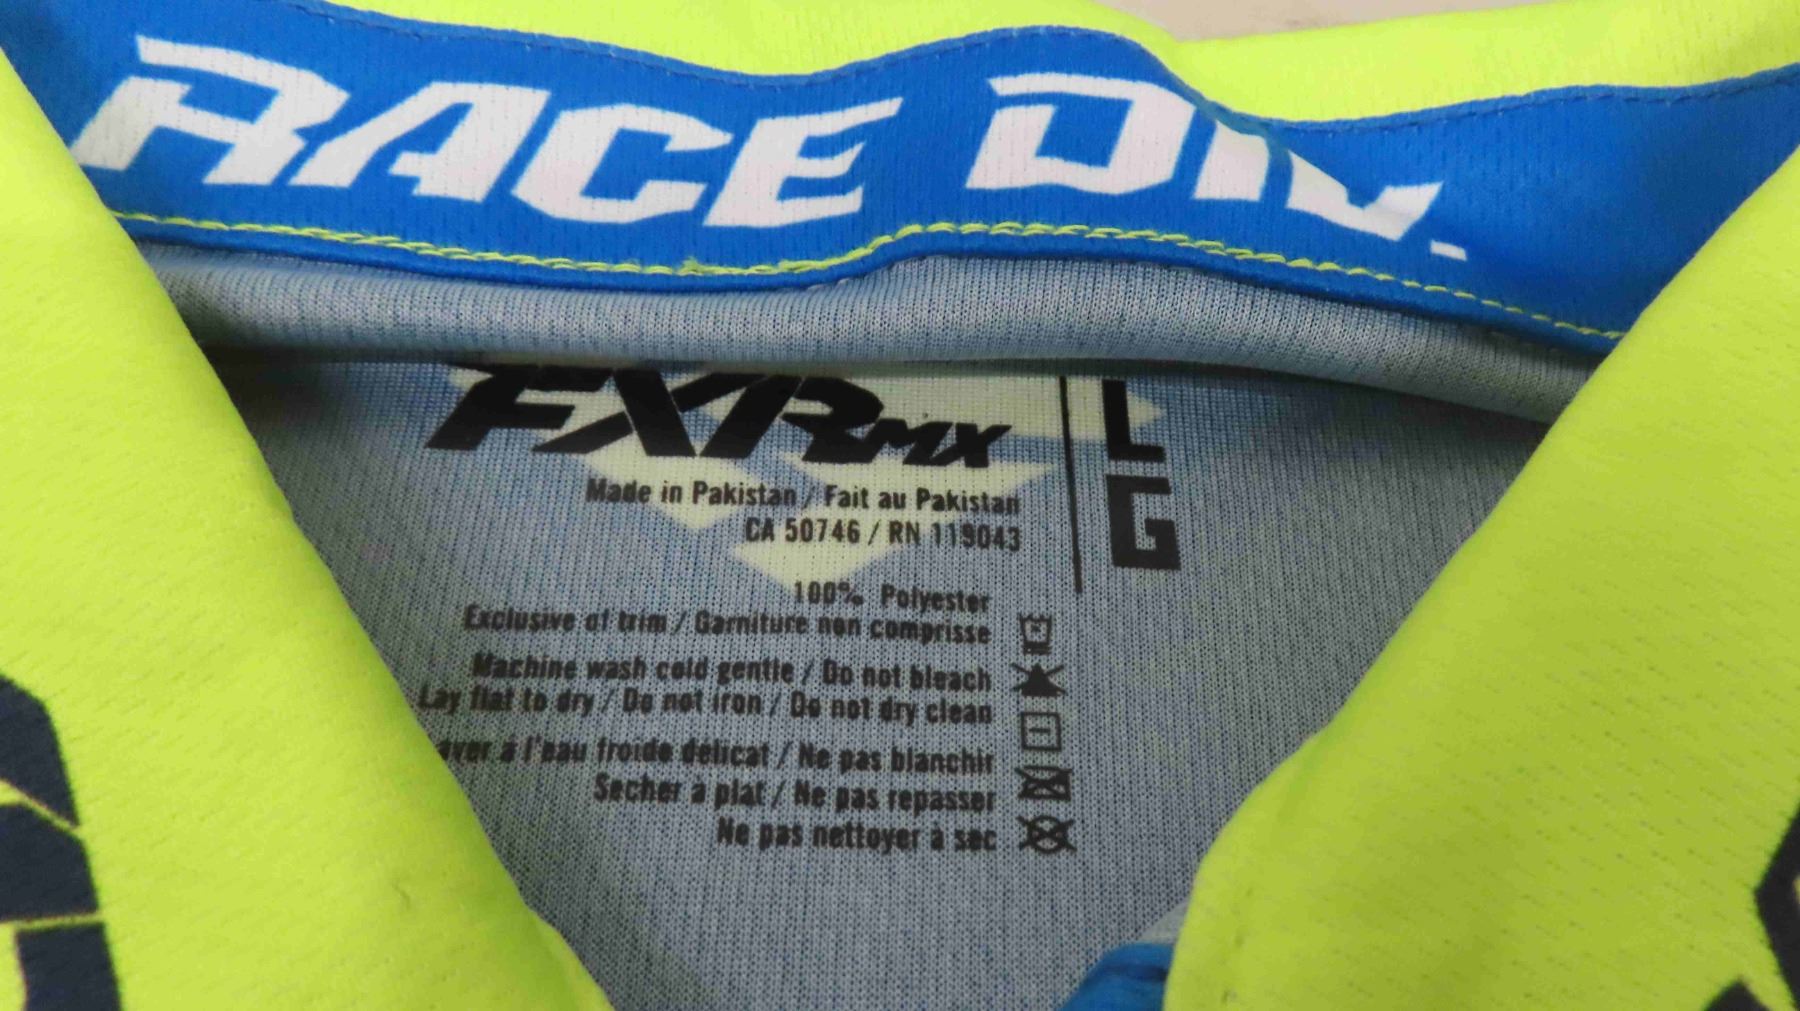 RACE DIV.
FXR MX
L
G
Made in Pakistan / Fait au Pakistan
CA 50746 / RN 119043
100% Polyester
Exclusive of trim / Garniture non comprisse
Machine wash cold gentle / Do not bleach
Lay flat to dry / Do not iron / Do not dry clean
à l'eau froide delicat / Ne pas blanchir
Secher à plat / Ne pas repasser
Ne pas nettoyer à sec